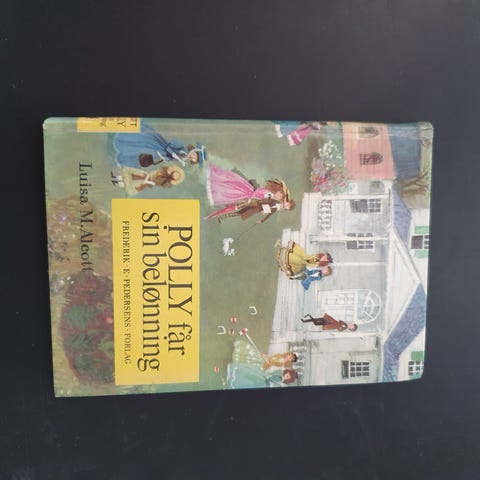 Luisa M. Alcott
POLLY får
sin belønning
FREDERIK · E · PEDERSENS · FORLAG